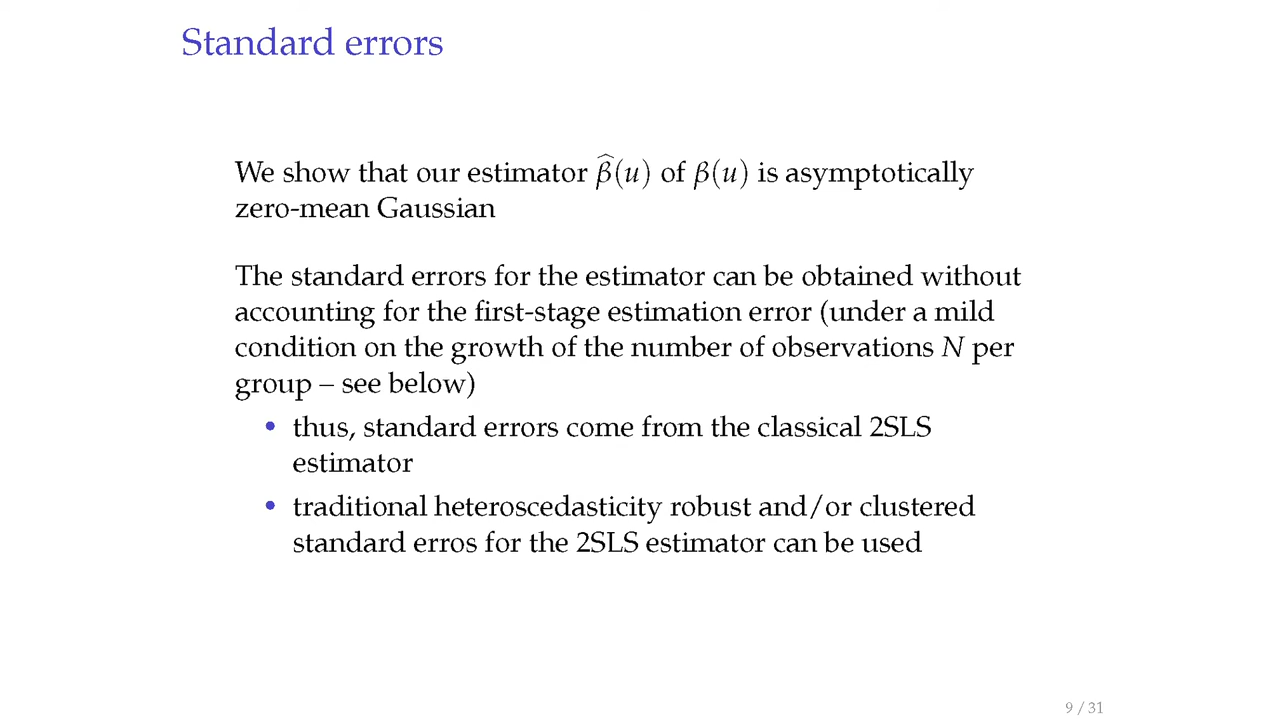 Standard errors
We show that our estimator β̂(u) of β(u) is asymptotically
zero-mean Gaussian
The standard errors for the estimator can be obtained without
accounting for the first-stage estimation error (under a mild
condition on the growth of the number of observations N per
group – see below)
• thus, standard errors come from the classical 2SLS
estimator
• traditional heteroscedasticity robust and/or clustered
standard erros for the 2SLS estimator can be used
9 / 31